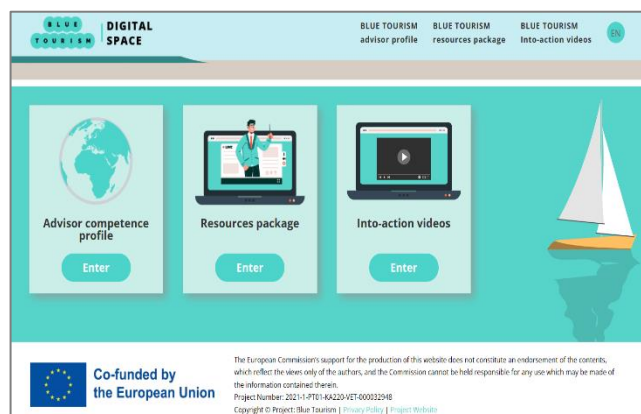 BLUE
TOURISM
DIGITAL
SPACE
BLUE TOURISM
advisor profile
BLUE TOURISM
resources package
BLUE TOURISM
Into-action videos
EN
Advisor competence
profile
Enter
Resources package
Enter
Into-action videos
Enter
Co-funded by
the European Union
The European Commission's support for the production of this website does not constitute an endorsement of the contents,
which reflect the views only of the authors, and the Commission cannot be held responsible for any use which may be made of
the information contained therein.
Project Number: 2021-1-PT01-KA220-VET-000032948
Copyright © Project: Blue Tourism | Privacy Policy | Project Website